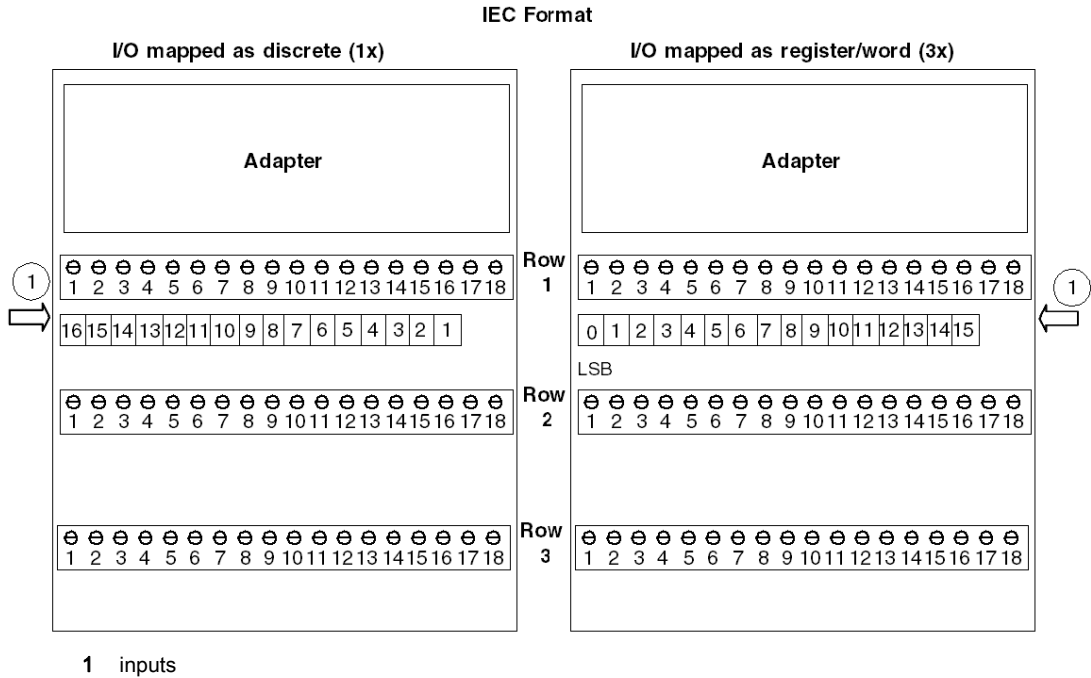 IEC Format
I/O mapped as discrete (1x)
I/O mapped as register/word (3x)
Adapter
Adapter
1
1 2 3 4 5 6 7 8 9 10 11 12 13 14 15 16 17 18
Row 1
1 2 3 4 5 6 7 8 9 10 11 12 13 14 15 16 17 18
1
16 15 14 13 12 11 10 9 8 7 6 5 4 3 2 1
0 1 2 3 4 5 6 7 8 9 10 11 12 13 14 15
LSB
1 2 3 4 5 6 7 8 9 10 11 12 13 14 15 16 17 18
Row 2
1 2 3 4 5 6 7 8 9 10 11 12 13 14 15 16 17 18
1 2 3 4 5 6 7 8 9 10 11 12 13 14 15 16 17 18
Row 3
1 2 3 4 5 6 7 8 9 10 11 12 13 14 15 16 17 18
1 inputs